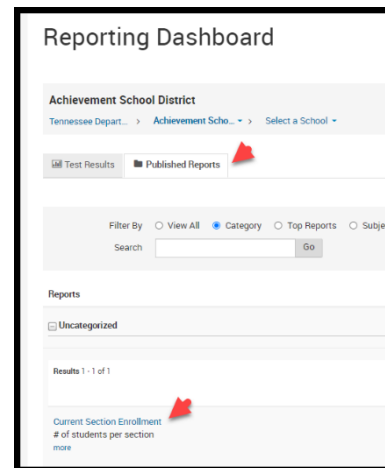 Reporting Dashboard
Achievement School District
Tennessee Depart... > Achievement Scho... > Select a School
Test Results Published Reports
Filter By View All Category Top Reports Subje
Search Go
Reports
Uncategorized
Results 1 - 1 of 1
Current Section Enrollment
# of students per section
more